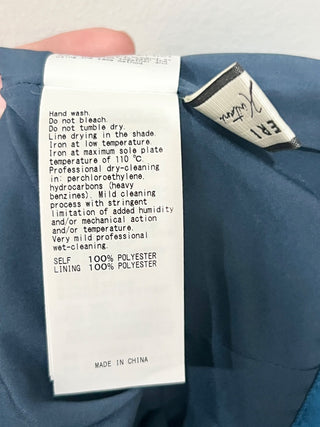 Hand wash.
Do not bleach.
Do not tumble dry.
Line drying in the shade.
Iron at low temperature.
Iron at maximum sole plate
temperature of 110 ℃.
Professional dry-cleaning
in: perchloroethylene,
hydrocarbons (heavy
benzines). Mild cleaning
process with stringent
limitation of added humidity
and/or mechanical action
and/or temperature.
Very mild professional
wet-cleaning.
SELF 100% POLYESTER
LINING 100% POLYESTER
MADE IN CHINA